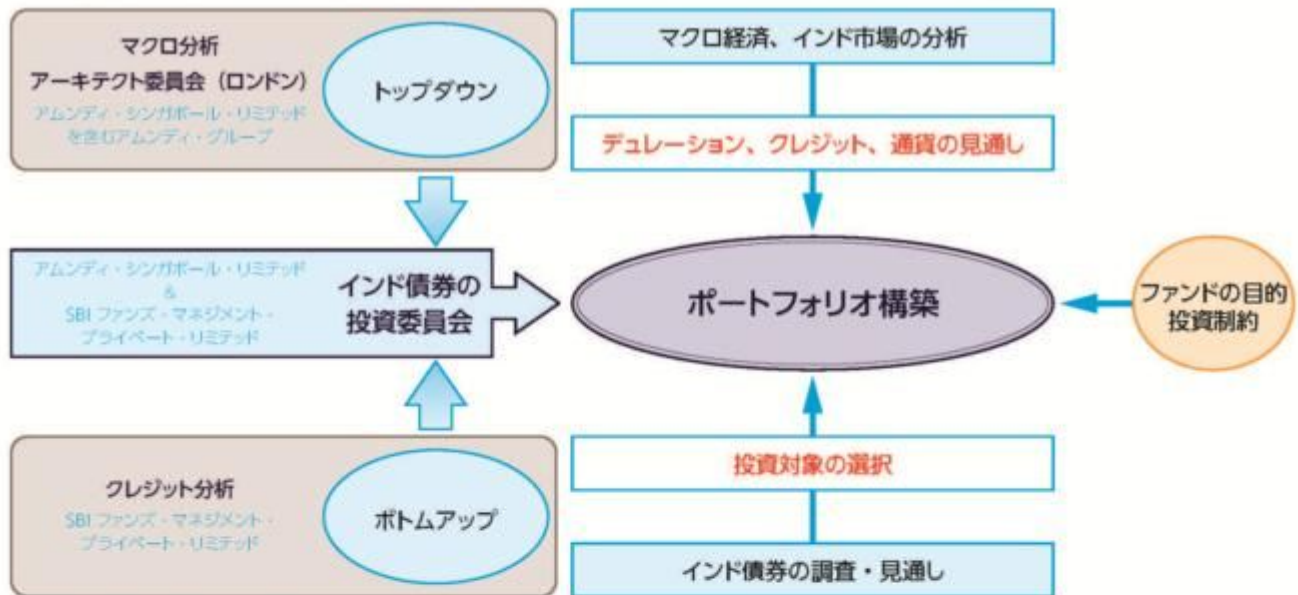 マクロ分析
アーキテクト委員会（ロンドン）
アムンディ・シンガポール・リミテッド
を含むアムンディ・グループ
トップダウン
マクロ経済、インド市場の分析
デュレーション、クレジット、通貨の見通し
アムンディ・シンガポール・リミテッド
&
SBI ファンズ・マネジメント・
プライベート・リミテッド
インド債券の
投資委員会
ポートフォリオ構築
ファンドの目的
投資制約
クレジット分析
SBI ファンズ・マネジメント・
プライベート・リミテッド
ボトムアップ
投資対象の選択
インド債券の調査・見通し